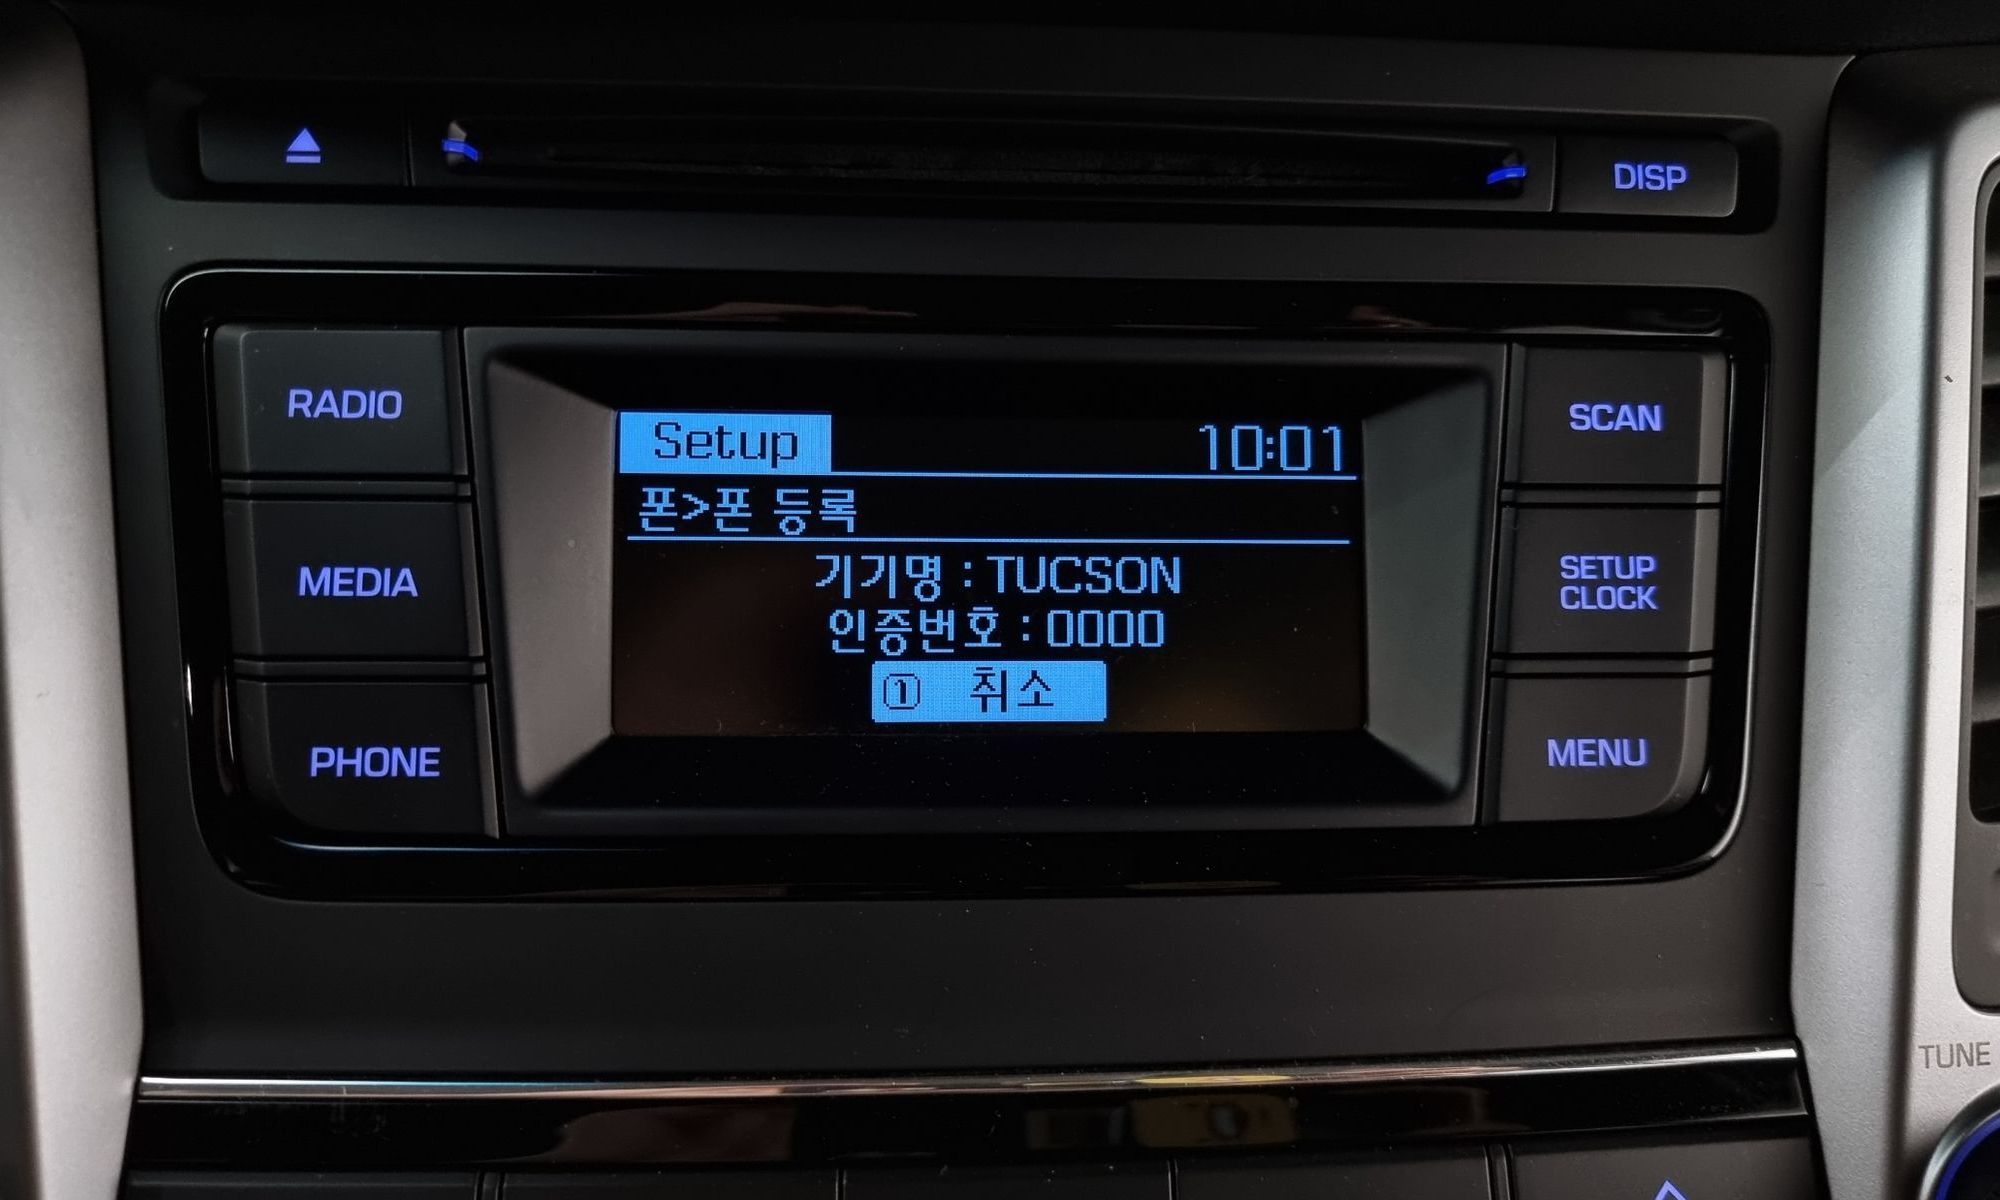 DISP
RADIO
MEDIA
PHONE
Setup 10:01
폰>폰 등록
기기명 : TUCSON
인증번호 : 0000
1 취소
SCAN
SETUP
CLOCK
MENU
TUNE